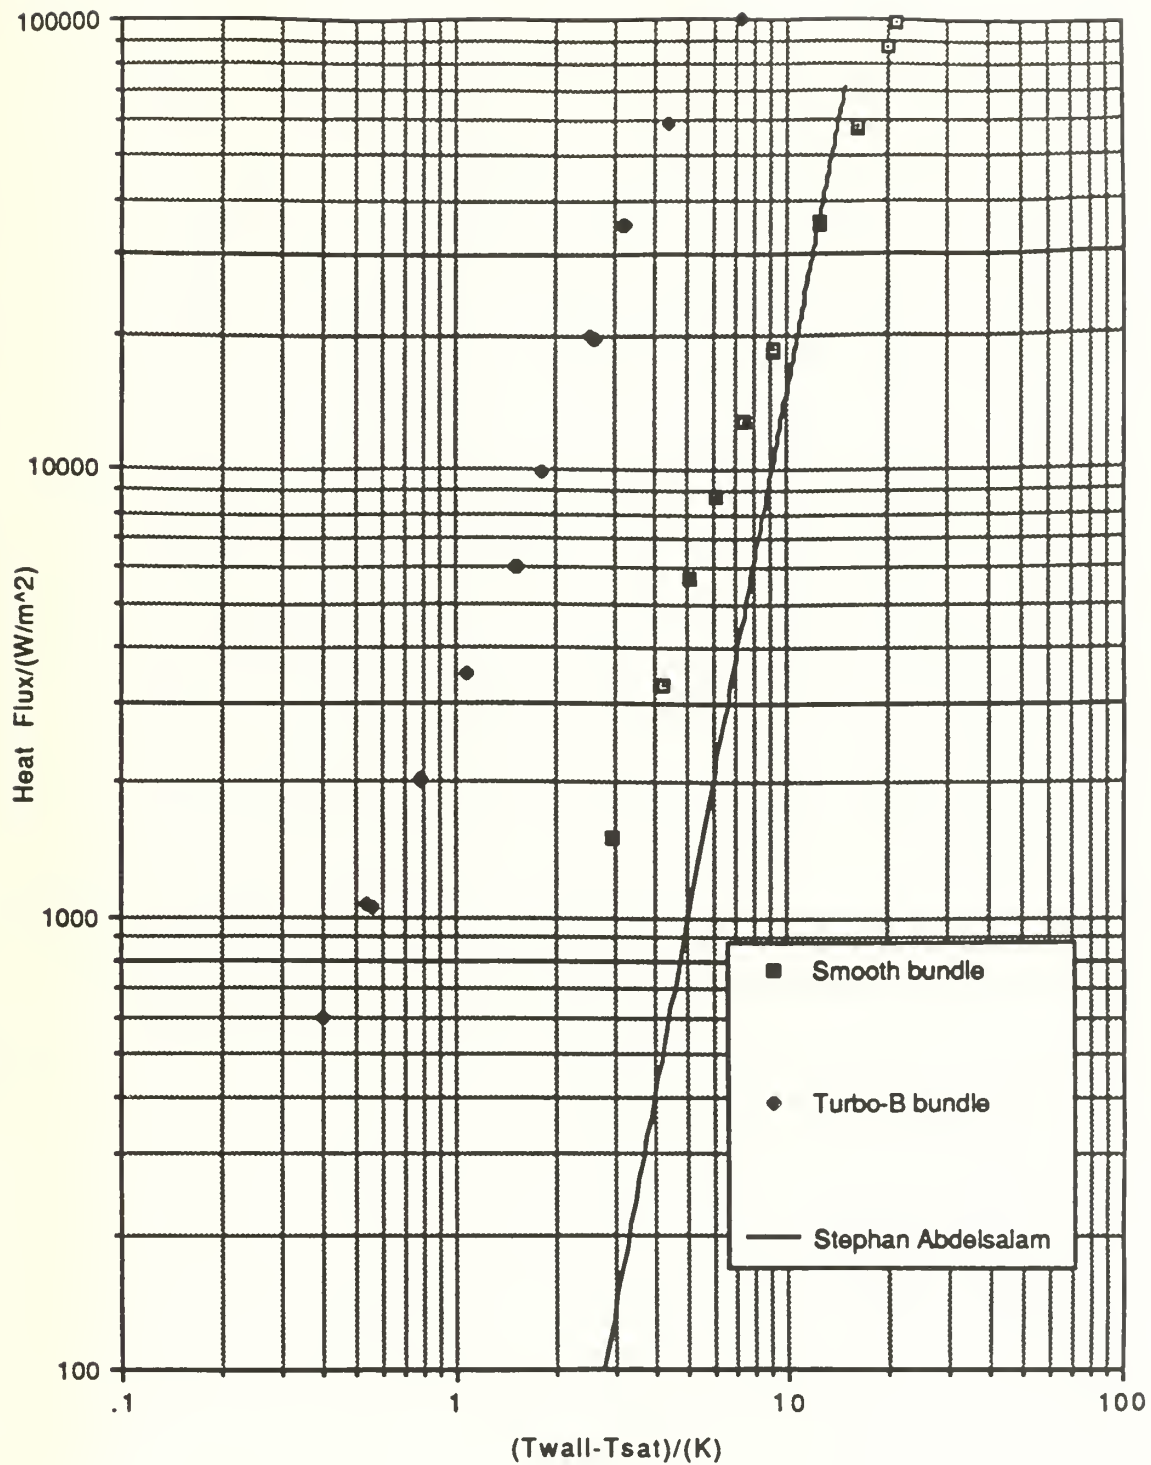 100000
10000
1000
100
Heat Flux/(W/m^2)
Smooth bundle
Turbo-B bundle
Stephan Abdelsalam
.1
1
10
100
(Twall-Tsat)/(K)